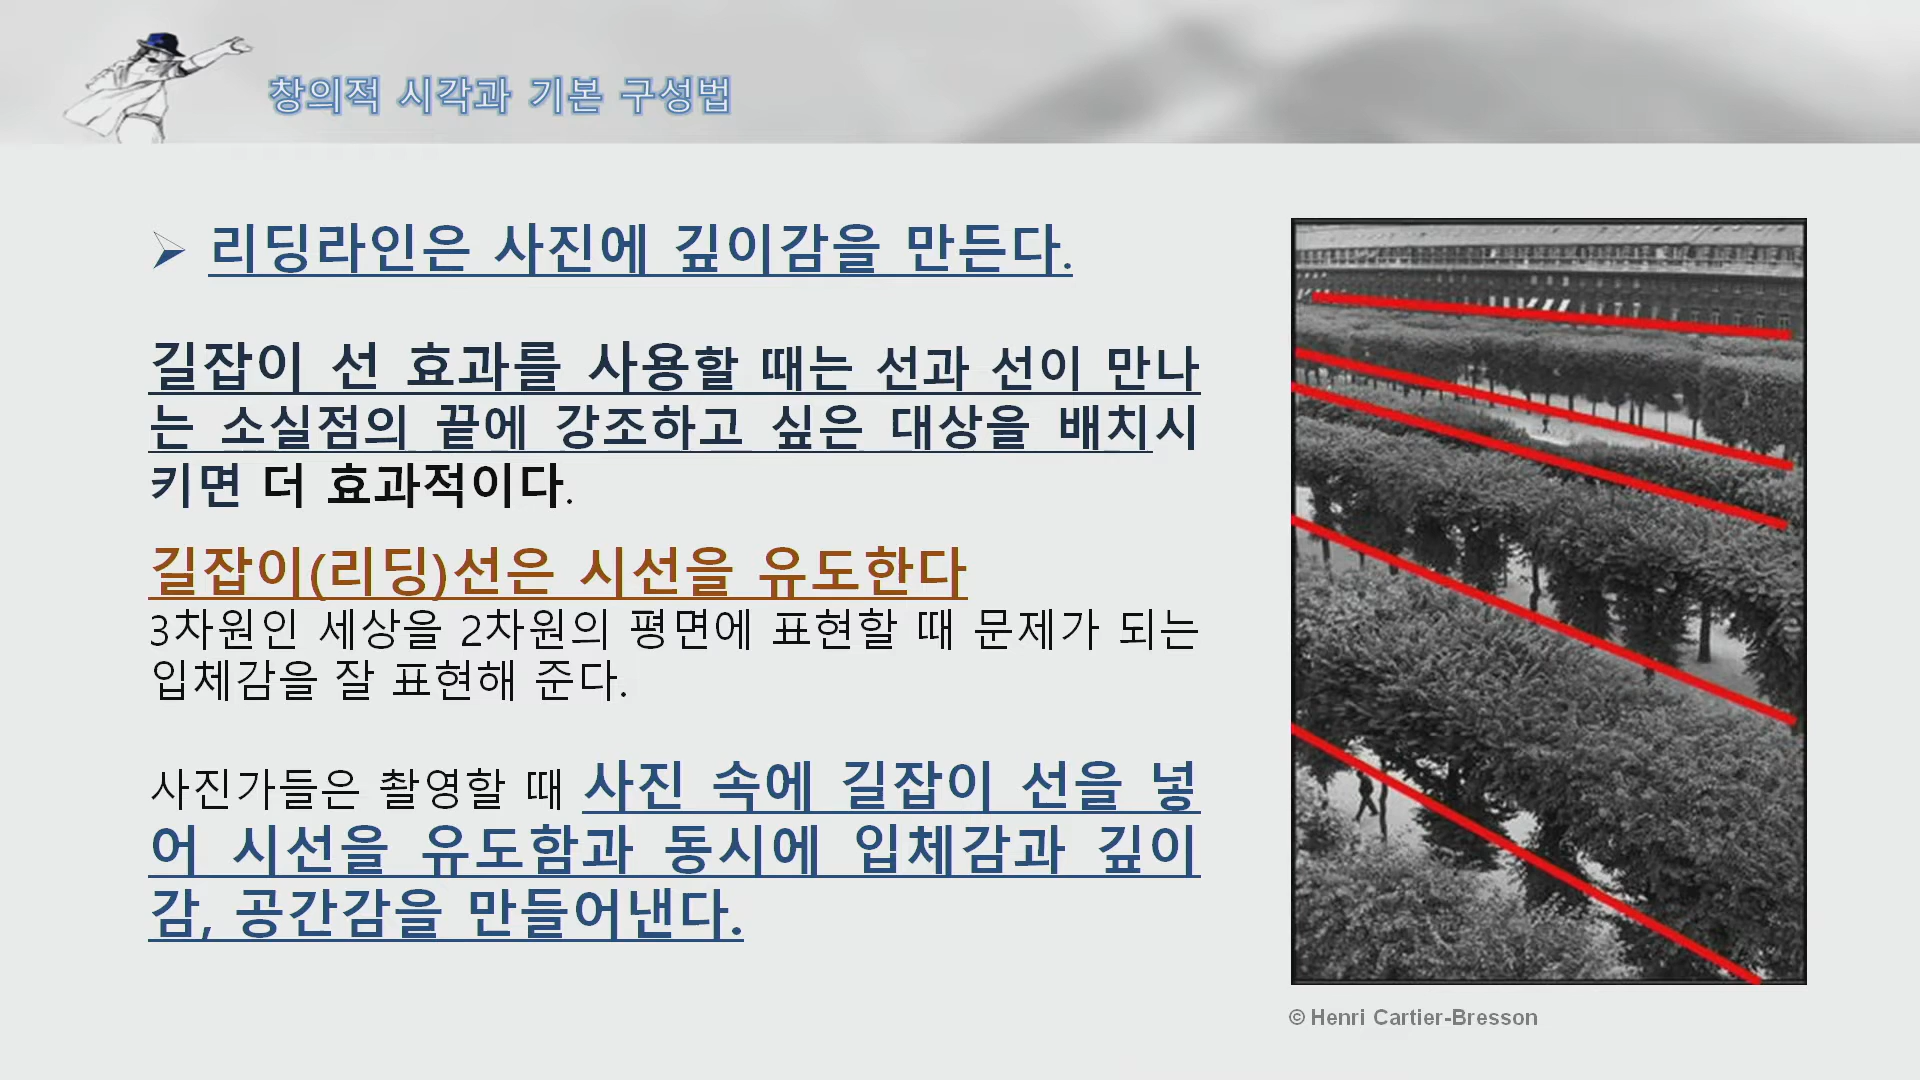 창의적 시각과 기본 구성법
리딩라인은 사진에 깊이감을 만든다.
길잡이 선 효과를 사용할 때는 선과 선이 만나
는 소실점의 끝에 강조하고 싶은 대상을 배치시
키면 더 효과적이다.
길잡이(리딩)선은 시선을 유도한다
3차원인 세상을 2차원의 평면에 표현할 때 문제가 되는
입체감을 잘 표현해 준다.
사진가들은 촬영할 때 사진 속에 길잡이 선을 넣
어 시선을 유도함과 동시에 입체감과 깊이
감, 공간감을 만들어낸다.
© Henri Cartier-Bresson